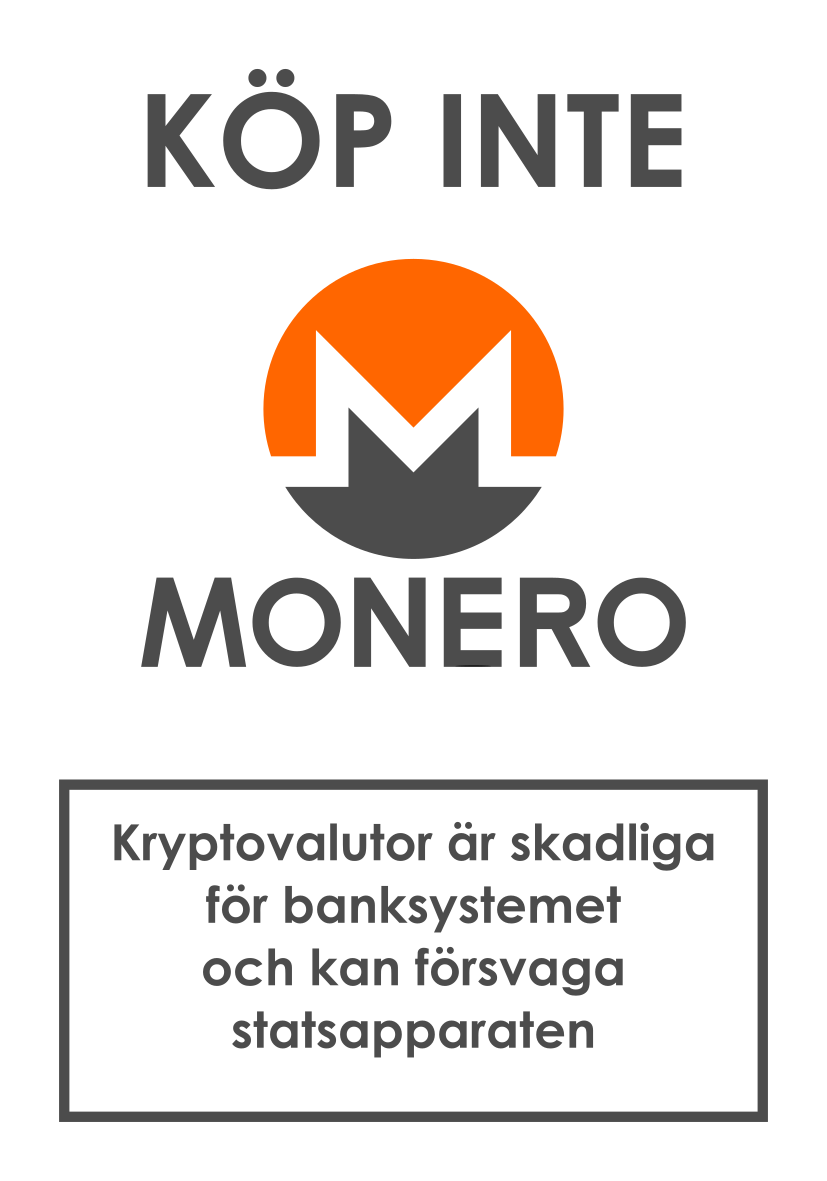 KÖP INTE
MONERO
Kryptovalutor är skadliga
för banksystemet
och kan försvaga
statsapparaten